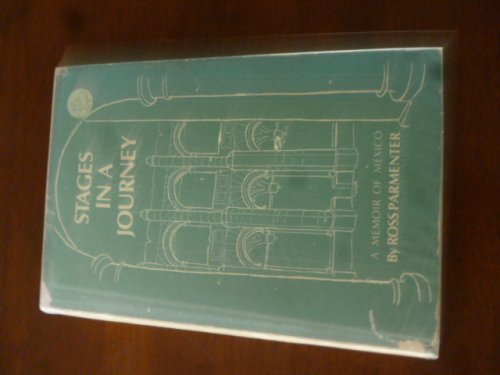 STAGES
IN A
JOURNEY
A MEMOIR OF MEXICO
By ROSS PARMENTER